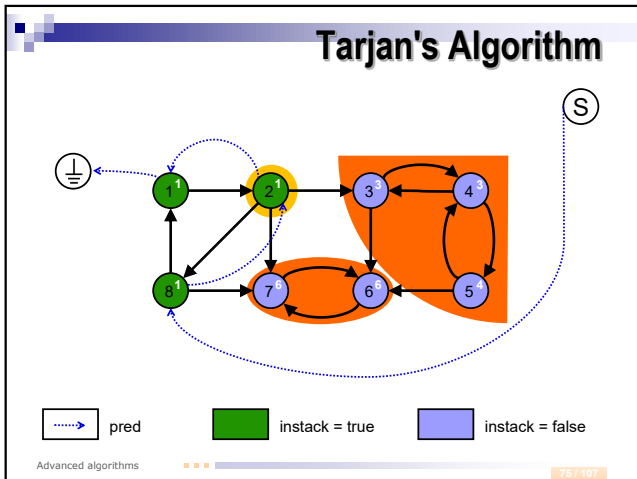 Tarjan's Algorithm
S
1 1
2 1
3 3
4 3
8 1
7 6
6 6
5 4
pred
instack = true
instack = false
Advanced algorithms
75 / 107